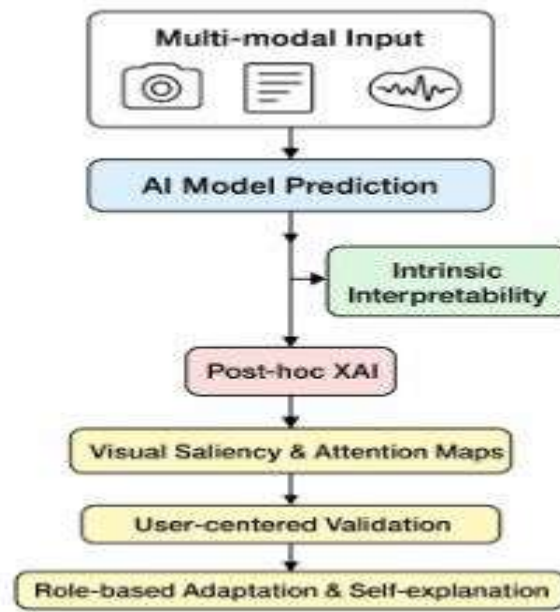 Multi-modal Input
AI Model Prediction
Intrinsic
Interpretability
Post-hoc XAI
Visual Saliency & Attention Maps
User-centered Validation
Role-based Adaptation & Self-explanation